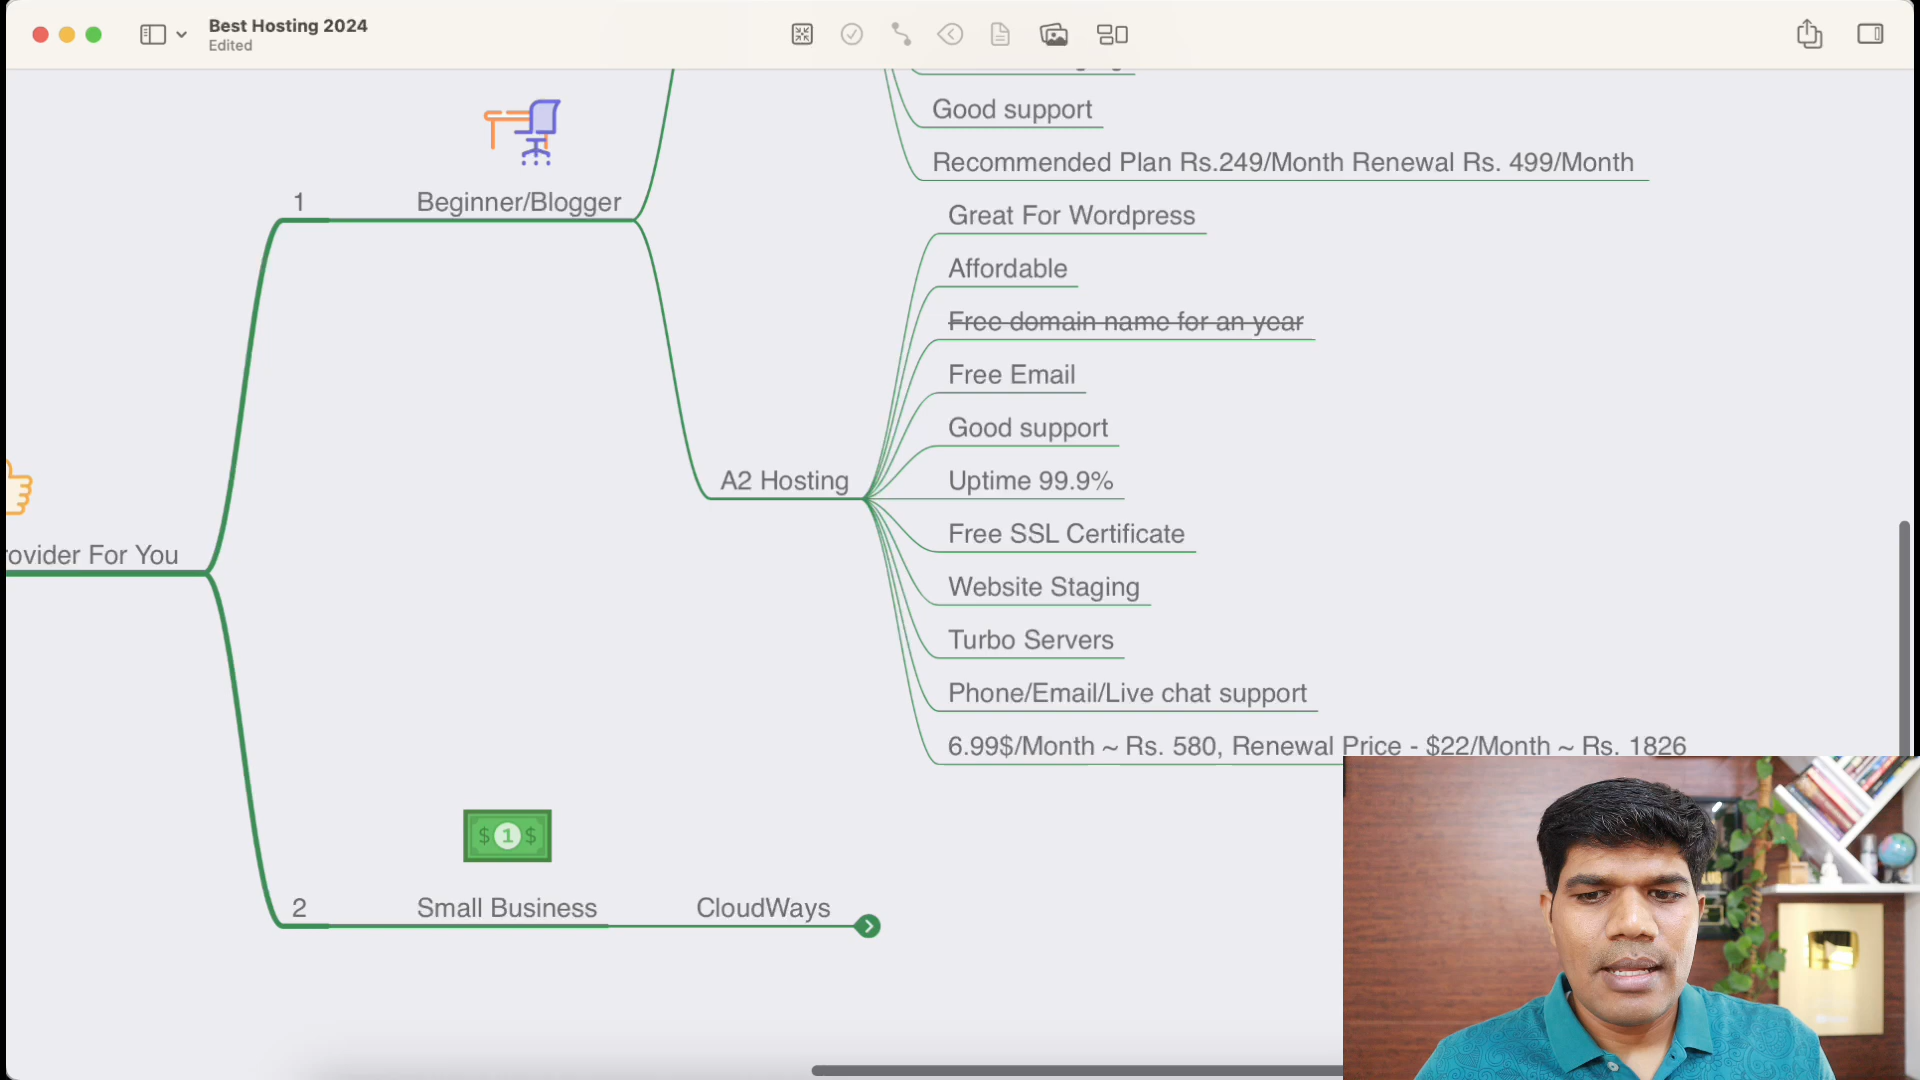 Best Hosting 2024
Edited
Good support
Recommended Plan Rs.249/Month Renewal Rs. 499/Month
1
Beginner/Blogger
Great For Wordpress
Affordable
Free domain name for an year
Free Email
Good support
A2 Hosting
Uptime 99.9%
Free SSL Certificate
ovider For You
Website Staging
Turbo Servers
Phone/Email/Live chat support
6.99$/Month ~ Rs. 580, Renewal Price - $22/Month ~ Rs. 1826
$ 1 $
2
Small Business
CloudWays